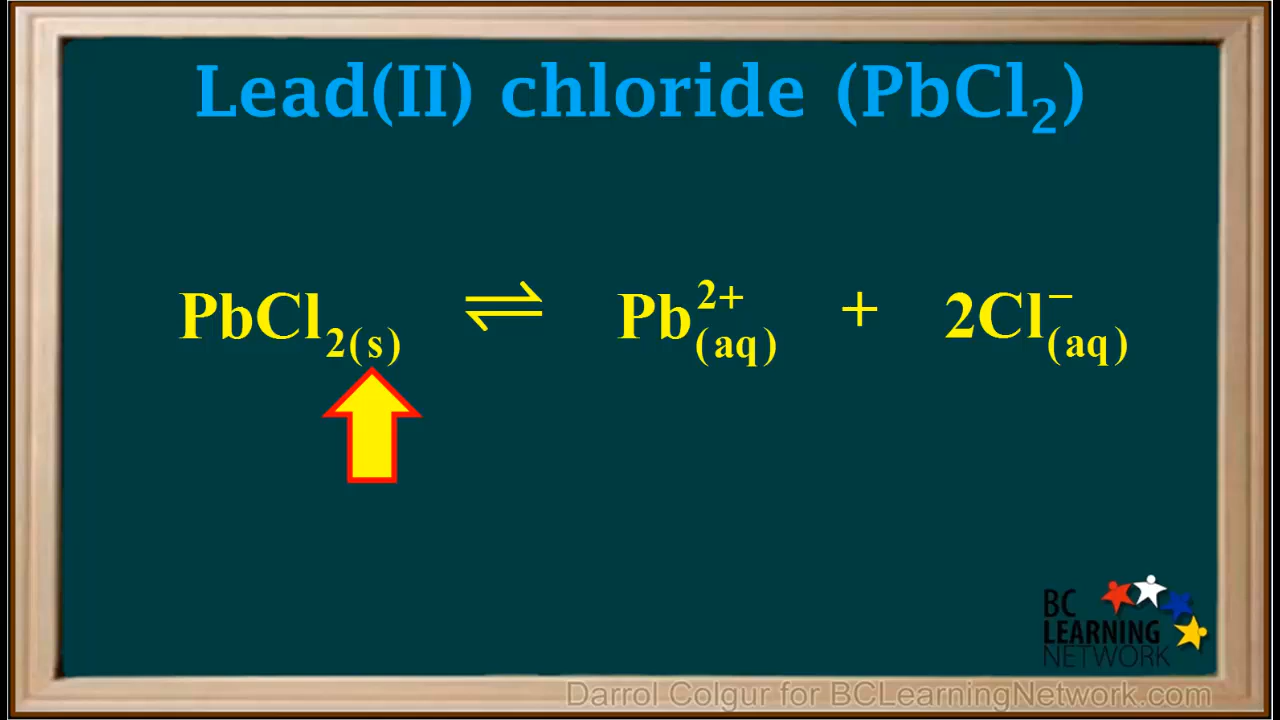 Lead(II) chloride (PbCl₂)
PbCl₂₍s₎ ⇌ Pb²⁺(aq) + 2Cl⁻(aq)
BC
LEARNING
NETWORK
Darrol Colgur for BCLearningNetwork.com